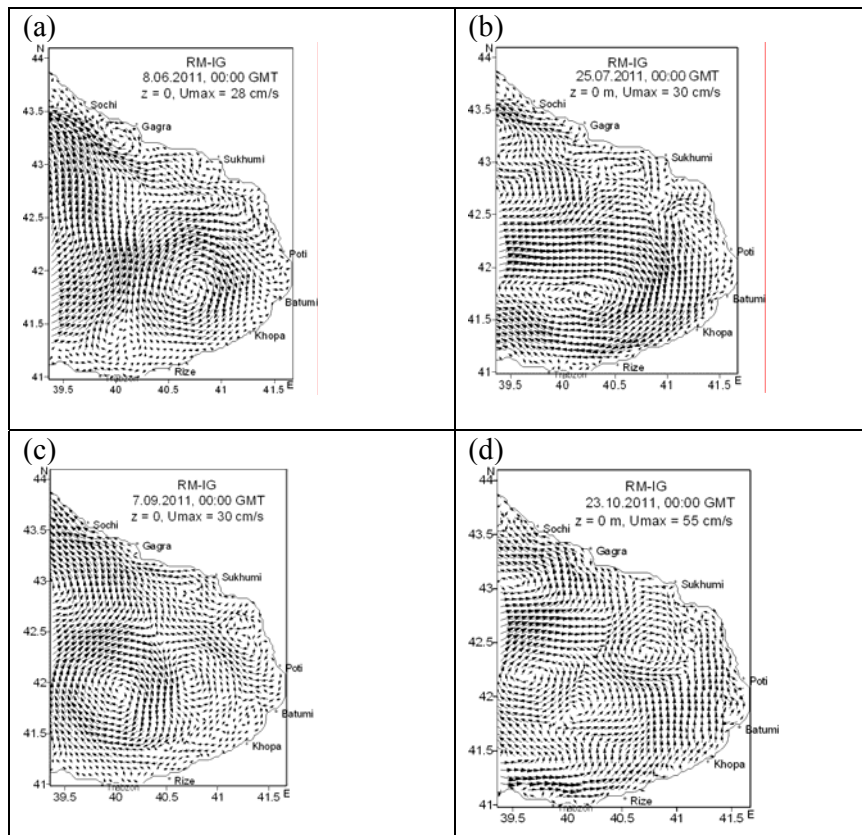 (a)
N
44
RM-IG
8.06.2011, 00:00 GMT
z = 0, Umax = 28 cm/s
43.5
Sochi
Gagra
43
Sukhumi
42.5
42
Poti
41.5
Batumi
Khopa
41
Trabzon
Rize
39.5 40 40.5 41 41.5
E
(b)
N
44
RM-IG
25.07.2011, 00:00 GMT
z = 0 m, Umax = 30 cm/s
43.5
Sochi
Gagra
43
Sukhumi
42.5
42
Poti
Batumi
41.5
Khopa
41
Trabzon
Rize
39.5 40 40.5 41 41.5
E
(c)
N
44
RM-IG
7.09.2011, 00:00 GMT
z = 0, Umax = 30 cm/s
43.5
Sochi
Gagra
43
Sukhumi
42.5
42
Poti
Batumi
41.5
Khopa
41
Trabzon
Rize
39.5 40 40.5 41 41.5
E
(d)
N
44
RM-IG
23.10.2011, 00:00 GMT
z = 0 m, Umax = 55 cm/s
43.5
Sochi
Gagra
43
Sukhumi
42.5
42
Poti
Batumi
41.5
Khopa
41
Trabzon
Rize
39.5 40 40.5 41 41.5
E